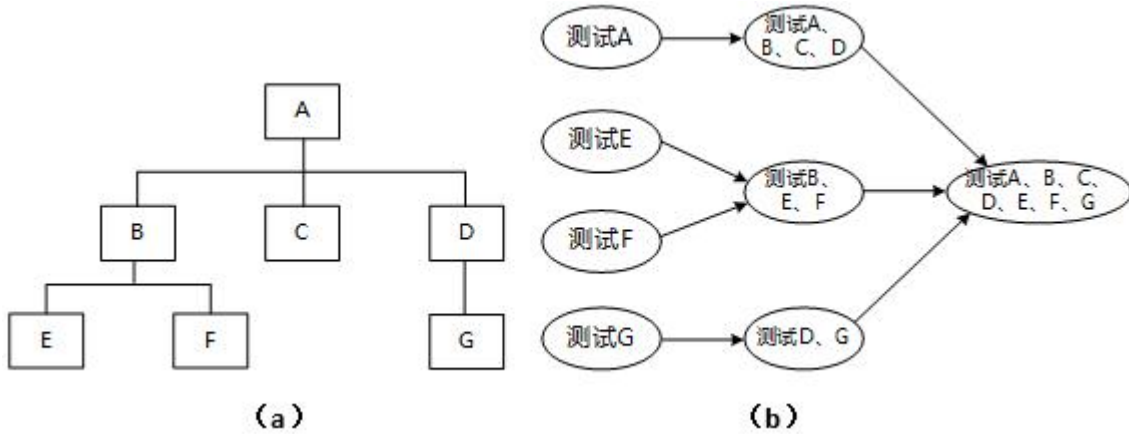 A
B
C
D
E
F
G
(a)
测试A
测试A、
B、C、D
测试E
测试B、
E、F
测试A、B、C、
D、E、F、G
测试F
测试G
测试D、G
(b)